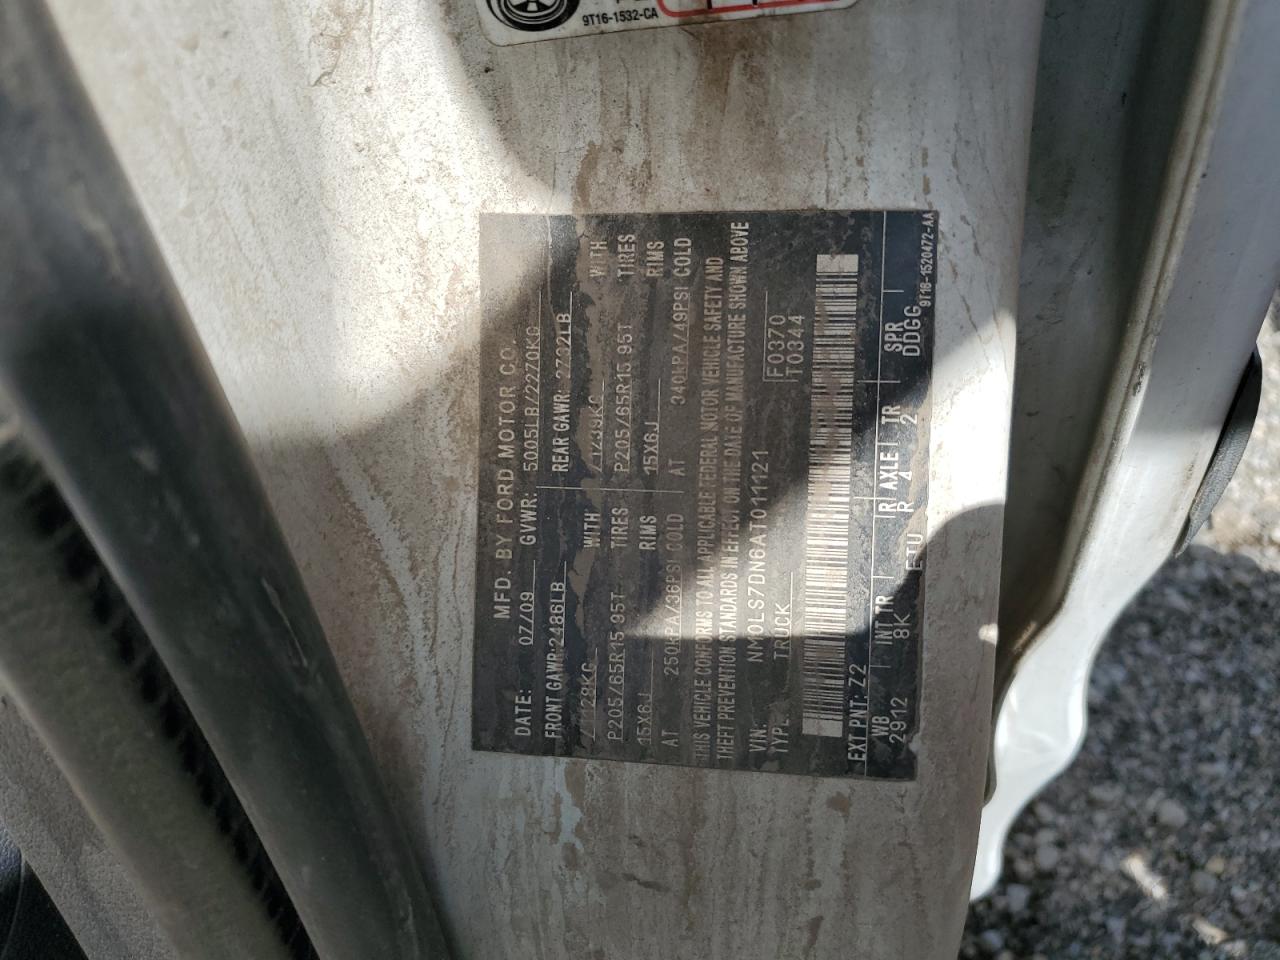 9T16-1532-CA
MFD. BY FORD MOTOR CO.
DATE: 07/09 GVWR: 5005LB/2270KG
FRONT GAWR: 2486LB REAR GAWR: 2732LB
/1128KG WITH /1239KG WITH
P205/65R15 95T TIRES P205/65R15 95T TIRES
15X6J RIMS 15X6J RIMS
AT 250KPA/36PSI COLD AT 340KPA/49PSI COLD
THIS VEHICLE CONFORMS TO ALL APPLICABLE FEDERAL MOTOR VEHICLE SAFETY AND
THEFT PREVENTION STANDARDS IN EFFECT ON THE DATE OF MANUFACTURE SHOWN ABOVE
VIN: NM0LS7DN6AT011121 F0370
TYPE: TRUCK T0344
EXT PNT: Z2
WB INT TR R AXLE TR SPR
2912 8K ETU R 4 2 DDGG
9T16-1520472-AA